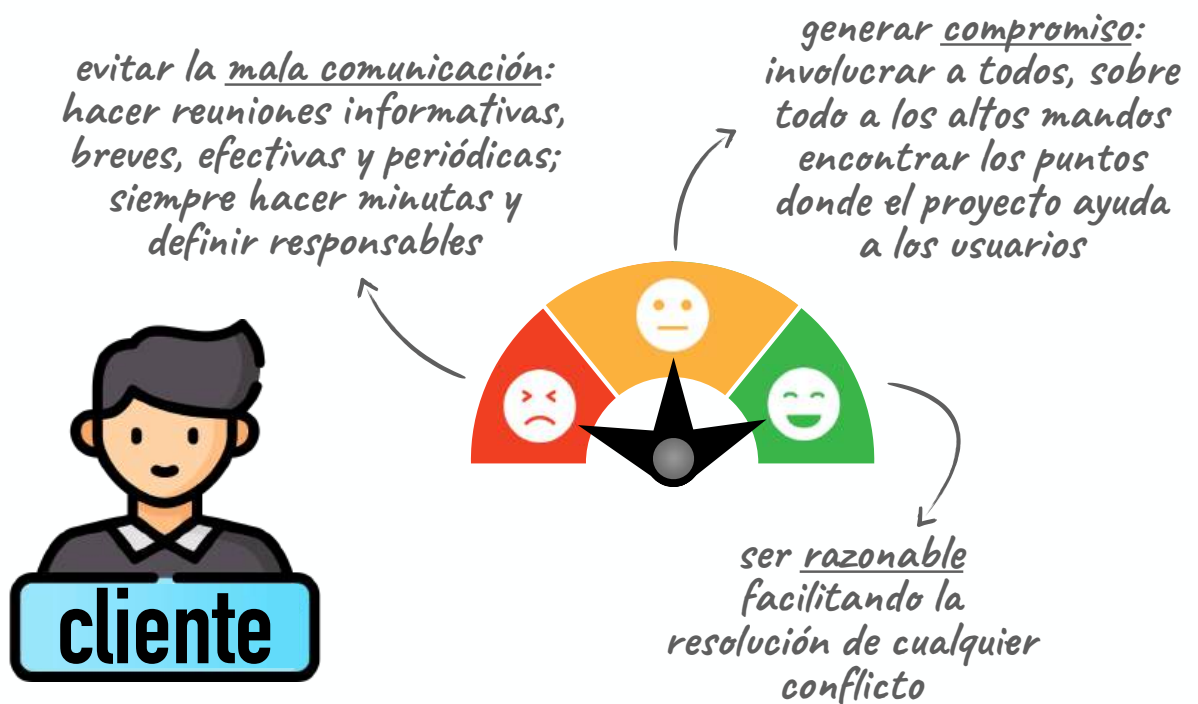 evitar la mala comunicación:
hacer reuniones informativas,
breves, efectivas y periódicas;
siempre hacer minutas y
definir responsables
generar compromiso:
involucrar a todos, sobre
todo a los altos mandos
encontrar los puntos
donde el proyecto ayuda
a los usuarios
ser razonable
facilitando la
resolución de cualquier
conflicto
cliente